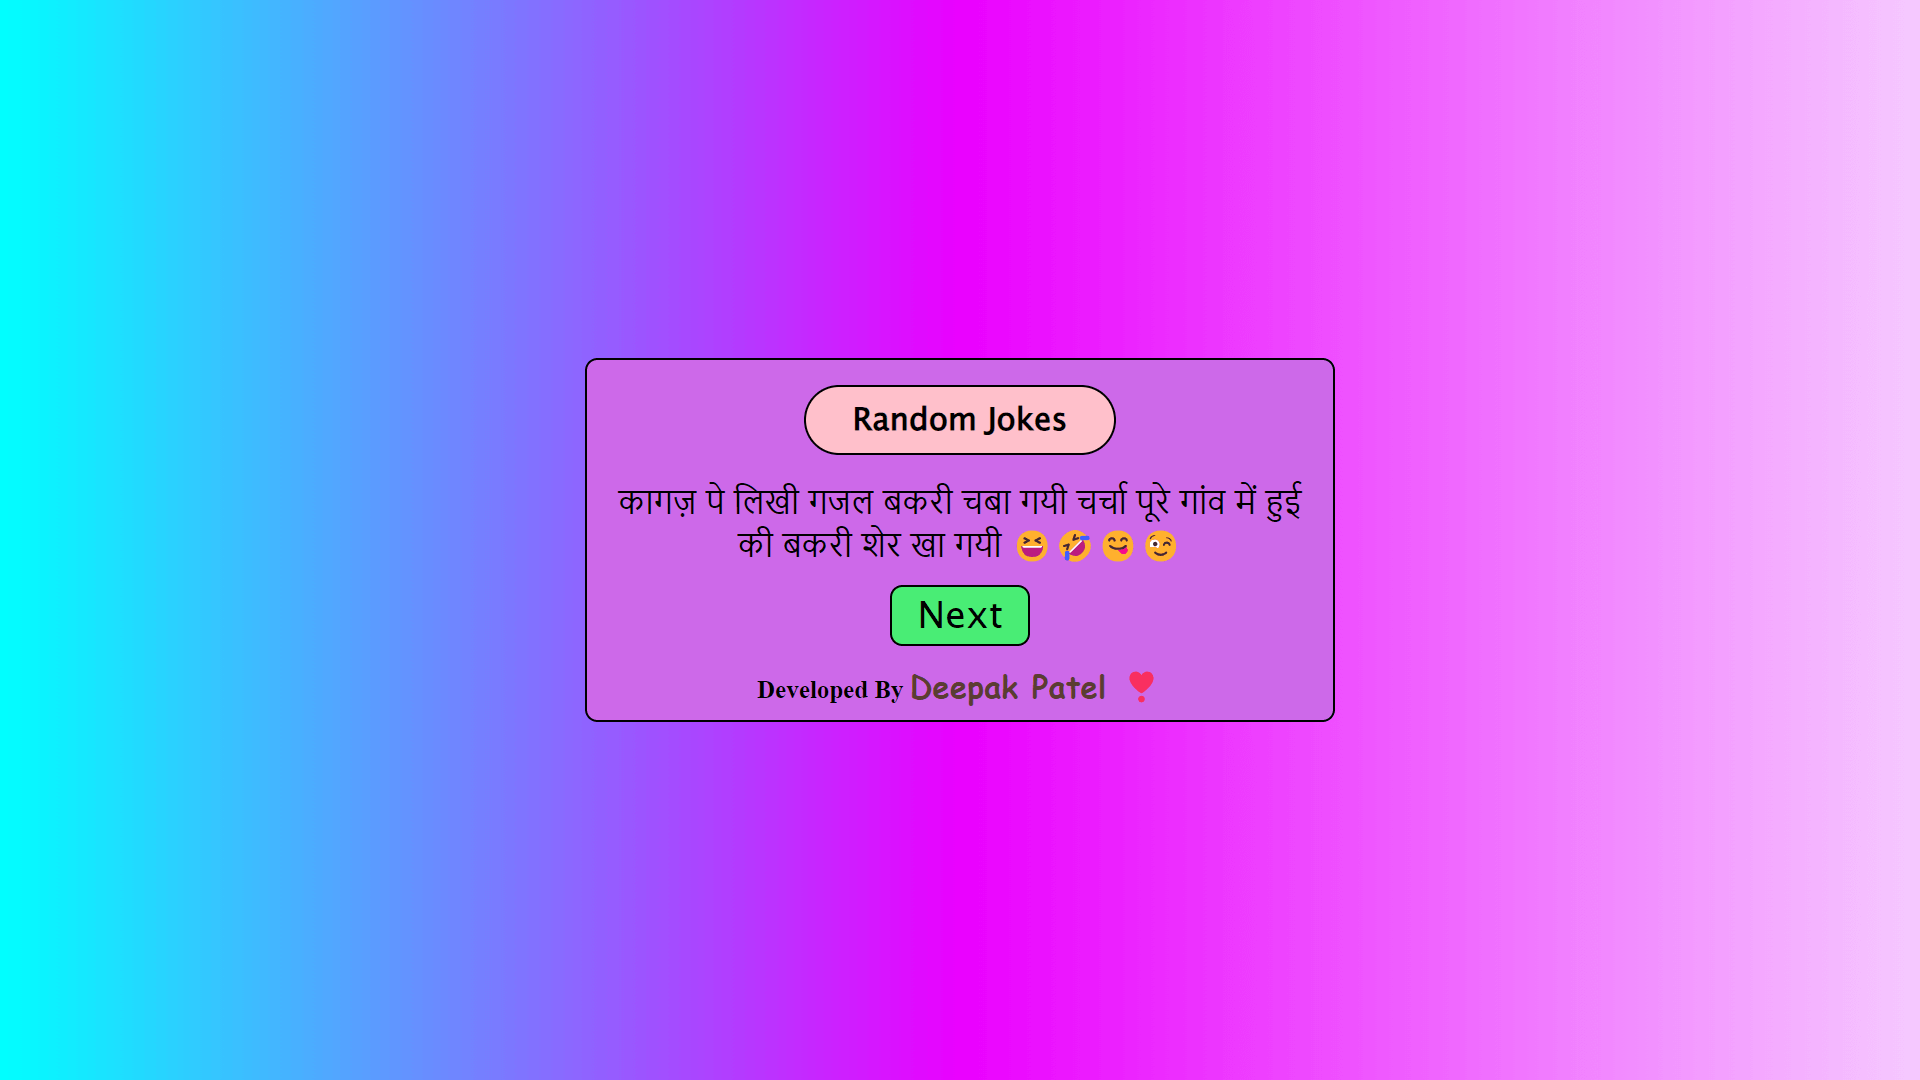 Random Jokes
कागज़ पे लिखी गजल बकरी चबा गयी चर्चा पूरे गांव में हुई
की बकरी शेर खा गयी 😆 🤣 😋 😉
Next
Developed By Deepak Patel ❣